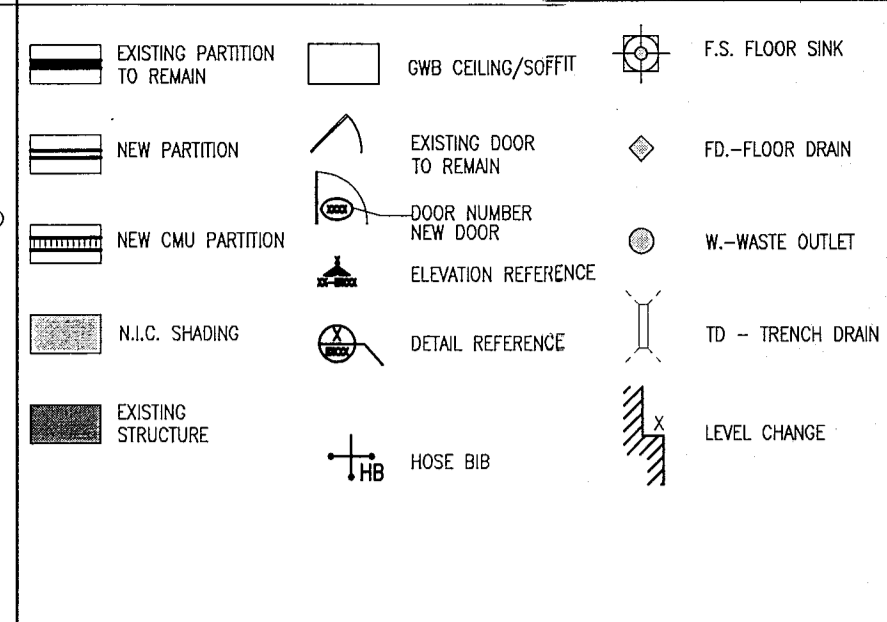 EXISTING PARTITION
TO REMAIN
NEW PARTITION
NEW CMU PARTITION
N.I.C. SHADING
EXISTING
STRUCTURE
GWB CEILING/SOFFIT
EXISTING DOOR
TO REMAIN
XXXX
DOOR NUMBER
NEW DOOR
X
ELEVATION REFERENCE
X
DETAIL REFERENCE
HB
HOSE BIB
F.S. FLOOR SINK
FD.-FLOOR DRAIN
W.-WASTE OUTLET
TD - TRENCH DRAIN
X
LEVEL CHANGE